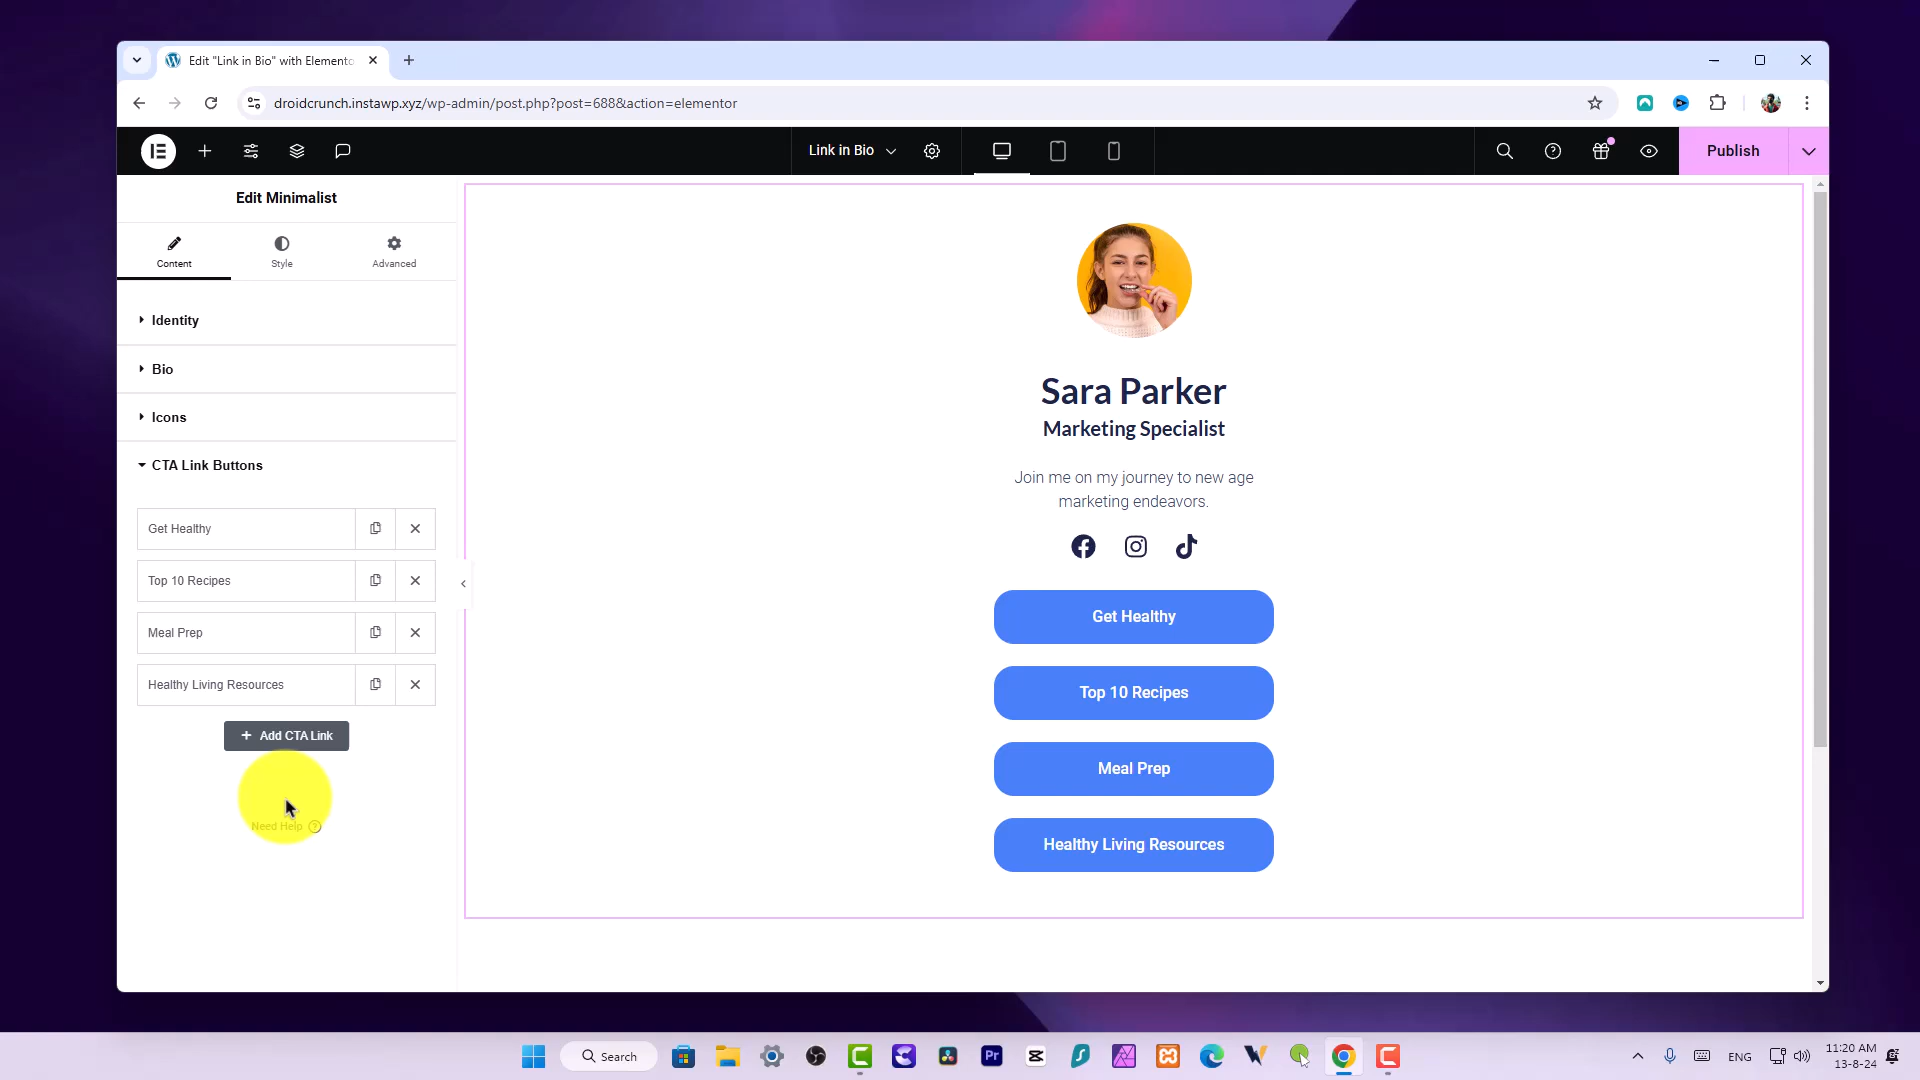 Edit "Link in Bio" with Elemento
droidcrunch.instawp.xyz/wp-admin/post.php?post=688&action=elementor
Link in Bio
Publish
Edit Minimalist
Content
Style
Advanced
Identity
Bio
Icons
CTA Link Buttons
Get Healthy
Top 10 Recipes
Meal Prep
Healthy Living Resources
+ Add CTA Link
Need Help
Sara Parker
Marketing Specialist
Join me on my journey to new age
marketing endeavors.
Get Healthy
Top 10 Recipes
Meal Prep
Healthy Living Resources
Search
Pr
ENG
11:20 AM
13-8-24